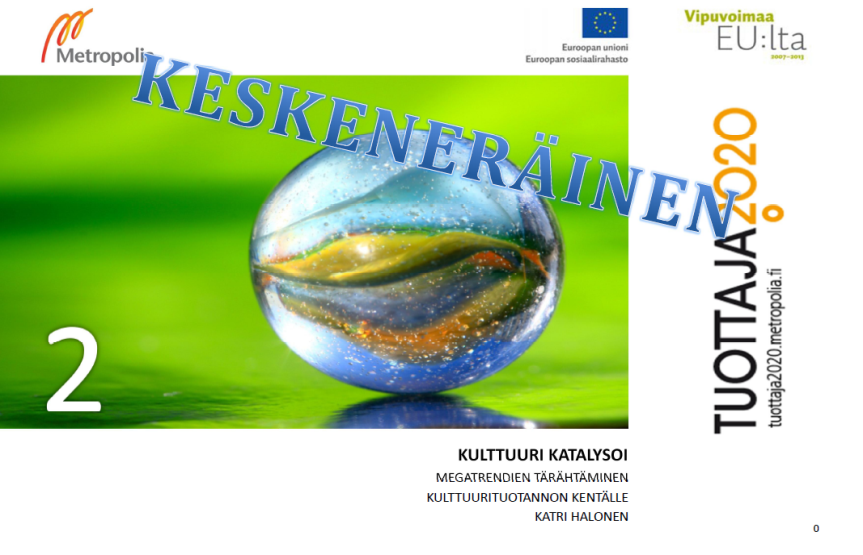 Metropolia
Euroopan unioni
Euroopan sosiaalirahasto
Vipuvoimaa
EU:lta
2007–2013
KESKENERÄINEN
TUOTTAJA2020
tuottaja2020.metropolia.fi
2
KULTTUURI KATALYSOI
MEGATRENDIEN TÄRÄHTÄMINEN
KULTTUURITUOTANNON KENTÄLLE
KATRI HALONEN
0